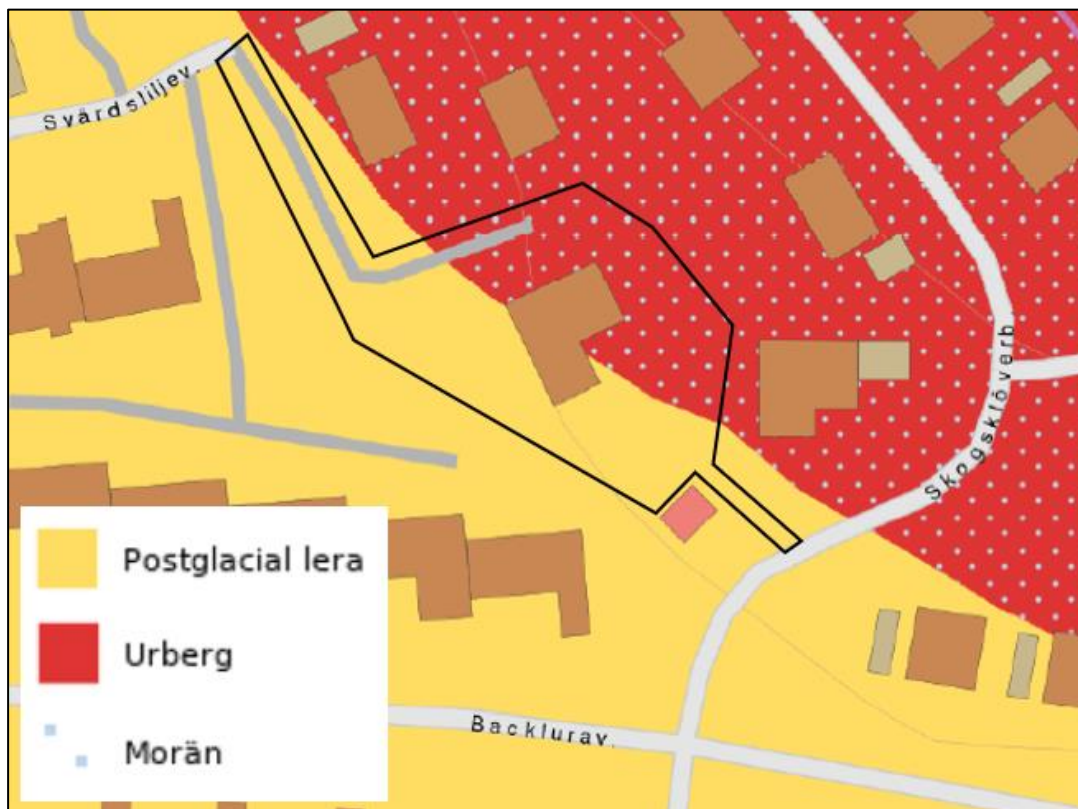 Svärdsliljev.
Skogsklöverb
Postglacial lera
Urberg
Morän
Backlurav.